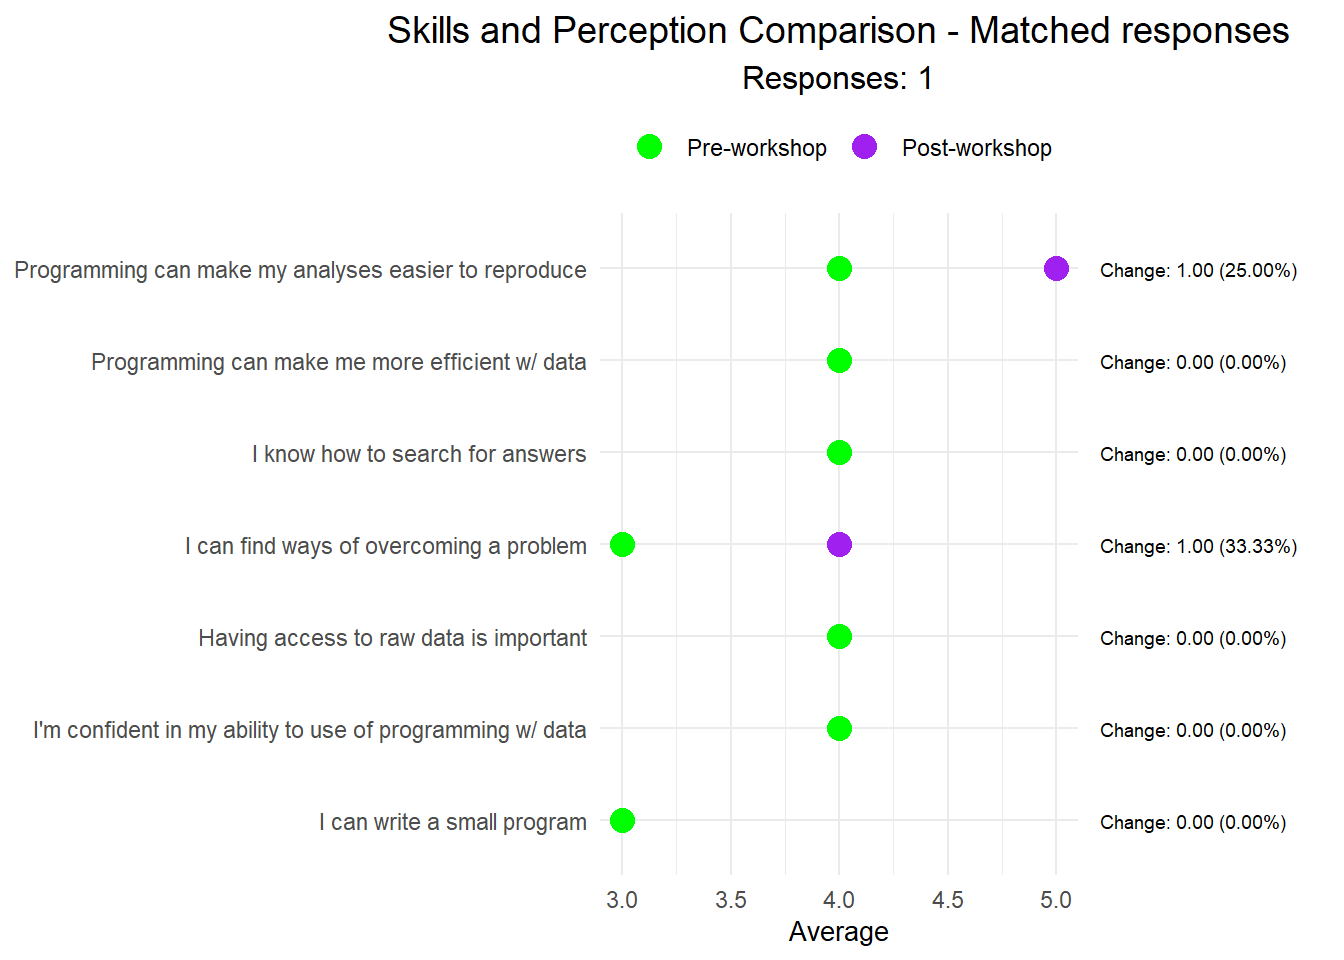 Skills and Perception Comparison - Matched responses
Responses: 1
Pre-workshop Post-workshop
Programming can make my analyses easier to reproduce Change: 1.00 (25.00%)
Programming can make me more efficient w/ data Change: 0.00 (0.00%)
I know how to search for answers Change: 0.00 (0.00%)
I can find ways of overcoming a problem Change: 1.00 (33.33%)
Having access to raw data is important Change: 0.00 (0.00%)
I'm confident in my ability to use of programming w/ data Change: 0.00 (0.00%)
I can write a small program Change: 0.00 (0.00%)
3.0 3.5 4.0 4.5 5.0
Average